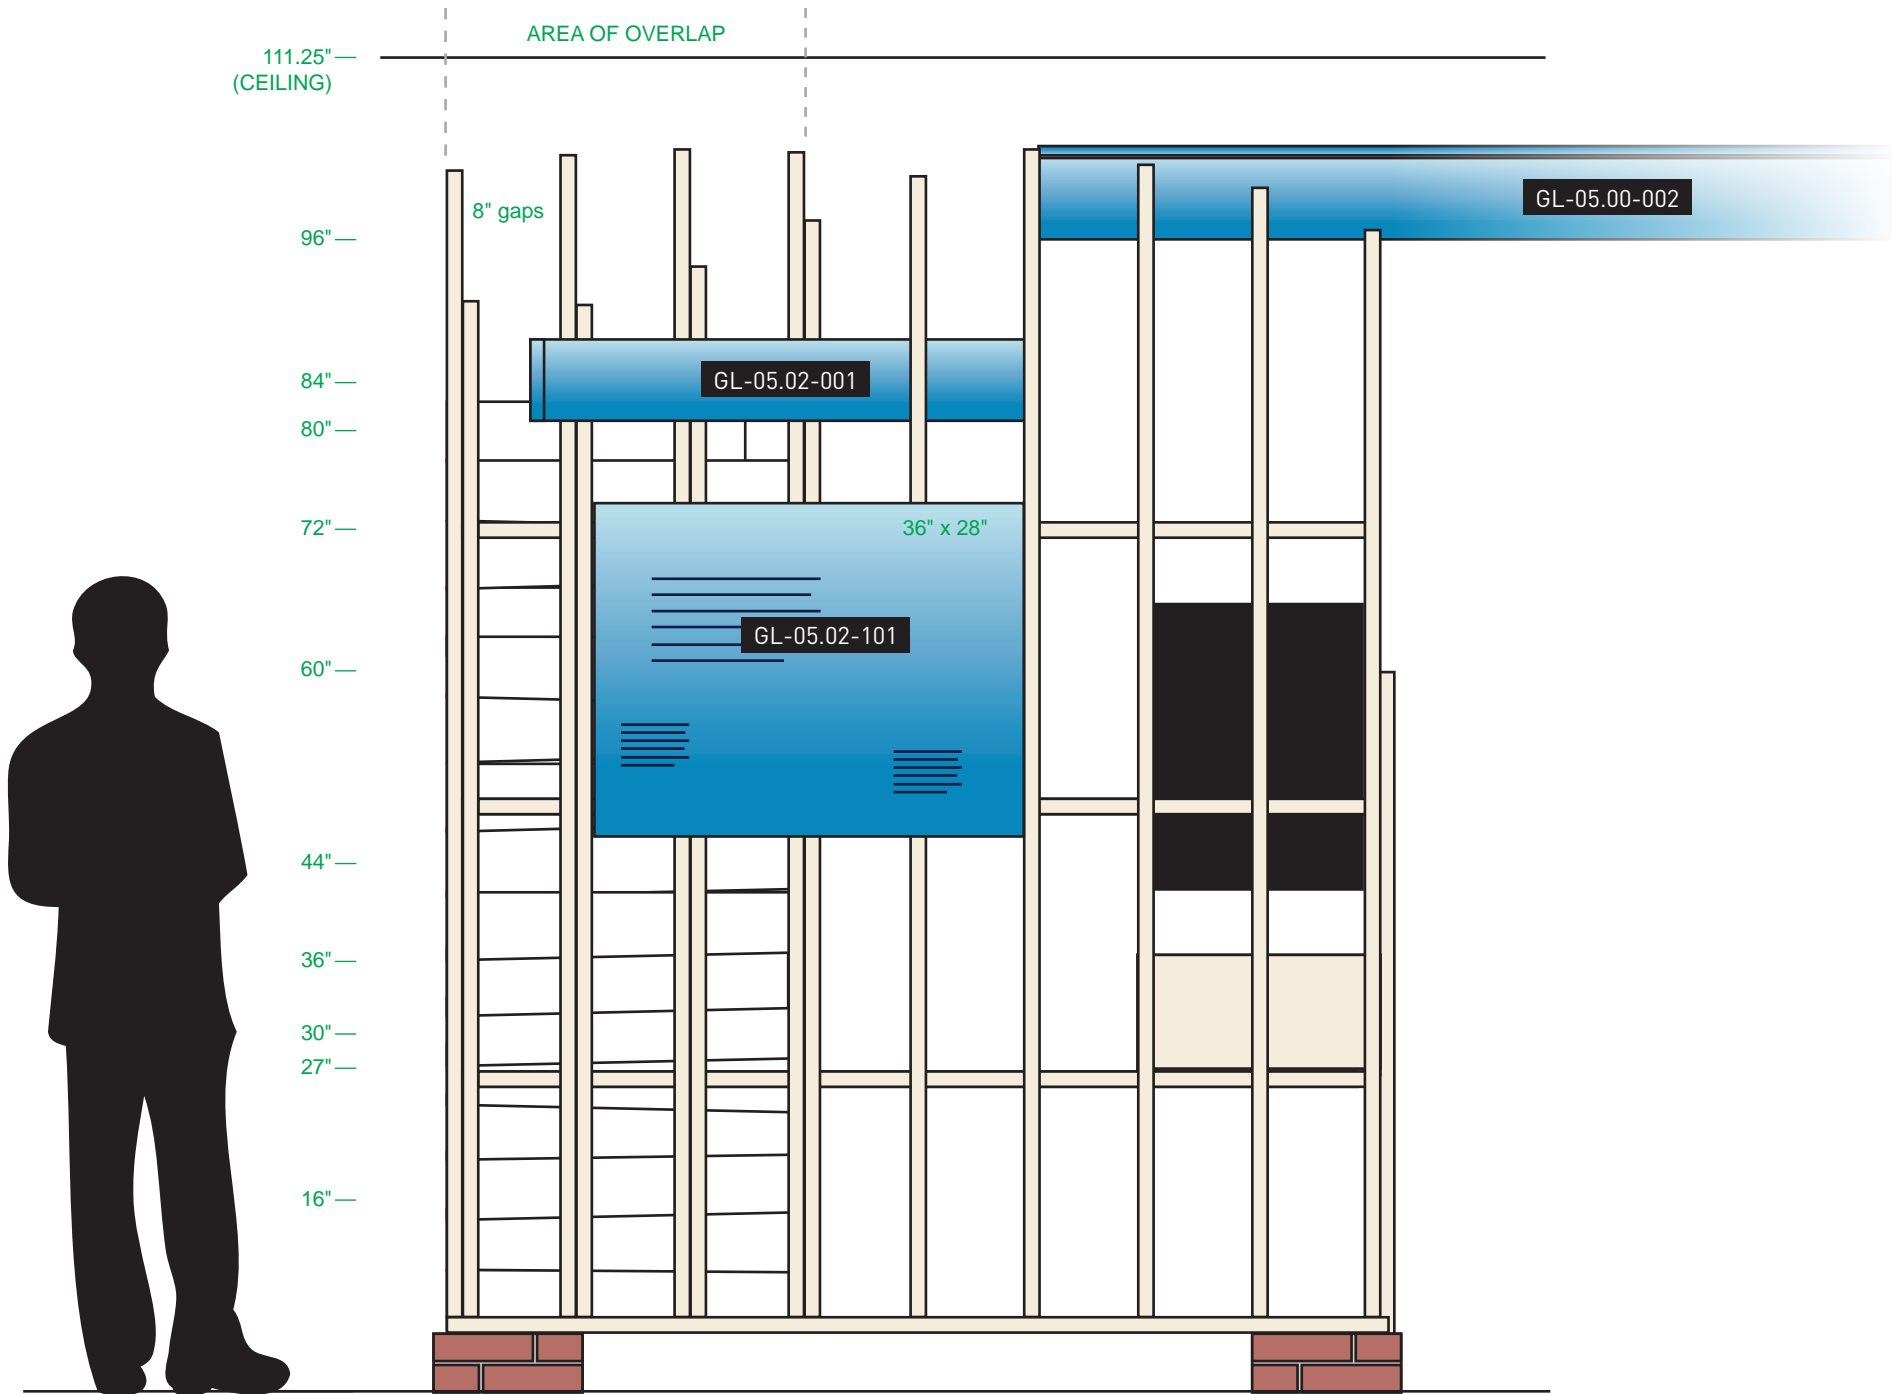 AREA OF OVERLAP
111.25"
(CEILING)
GL-05.00-002
8" gaps
96"
84"
GL-05.02-001
80"
72"
36" x 28"
GL-05.02-101
60"
44"
36"
30"
27"
16"